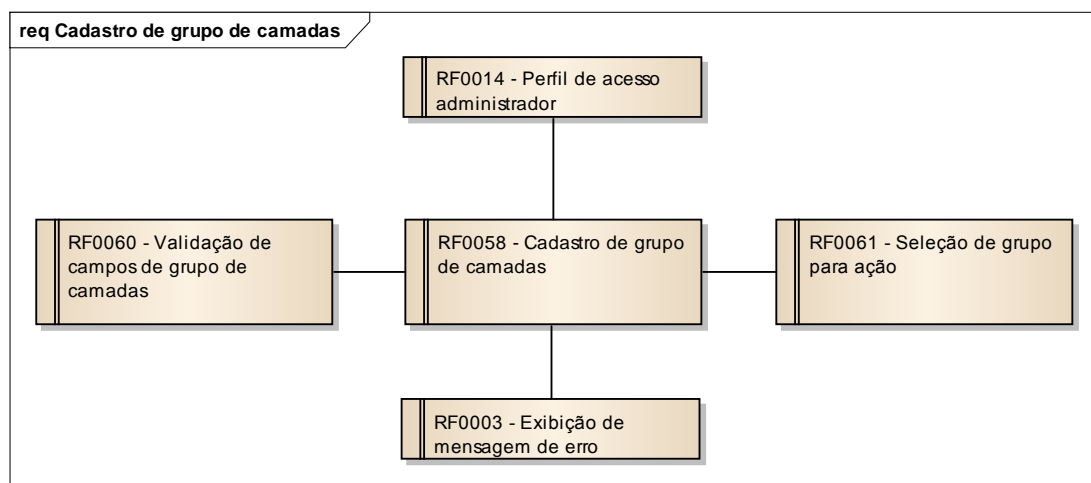 req Cadastro de grupo de camadas
RF0014 - Perfil de acesso
administrador
RF0060 - Validação de
campos de grupo de
camadas
RF0058 - Cadastro de grupo
de camadas
RF0061 - Seleção de grupo
para ação
RF0003 - Exibição de
mensagem de erro